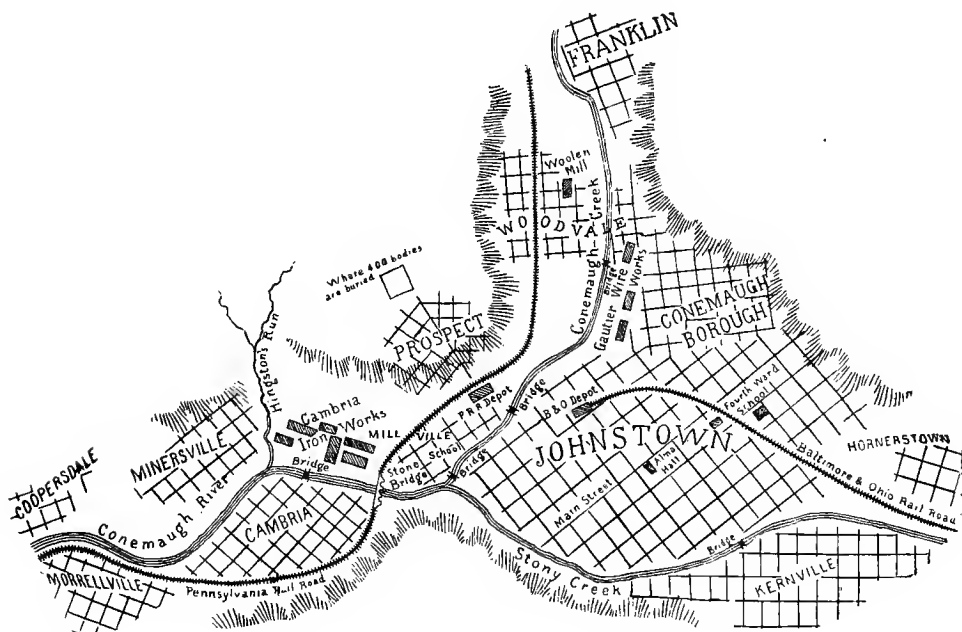 FRANKLIN
Woolen
Mill
WOODVALE
Conemaugh Creek
Bridge
Gautier Wire Works
CONEMAUGH
BOROUGH
Where 400 bodies
are buried
PROSPECT
Hingston's Run
P R R Depot
Bridge
B & O Depot
Fourth Ward
School
Cambria
Iron Works
MILLVILLE
School
Stone
Bridge
Bridge
Bridge
JOHNSTOWN
Alma
Hall
Main Street
HORNERSTOWN
Baltimore & Ohio Rail Road
MINERSVILLE
COOPERSDALE
Conemaugh River
CAMBRIA
MORRELLVILLE
Pennsylvania Rail Road
Stony Creek
Bridge
KERNVILLE